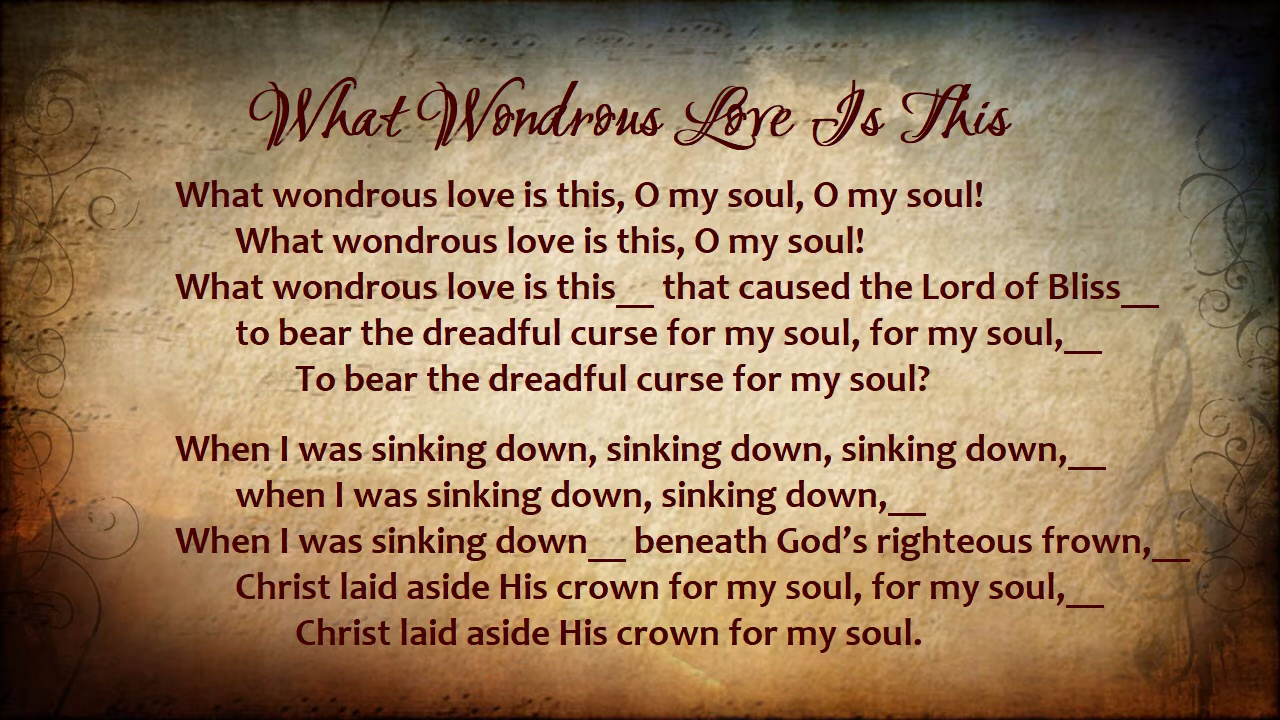 What Wondrous Love Is This
What wondrous love is this, O my soul, O my soul!
What wondrous love is this, O my soul!
What wondrous love is this__ that caused the Lord of Bliss__
to bear the dreadful curse for my soul, for my soul,__
To bear the dreadful curse for my soul?
When I was sinking down, sinking down, sinking down,__
when I was sinking down, sinking down,__
When I was sinking down__ beneath God’s righteous frown,__
Christ laid aside His crown for my soul, for my soul,__
Christ laid aside His crown for my soul.